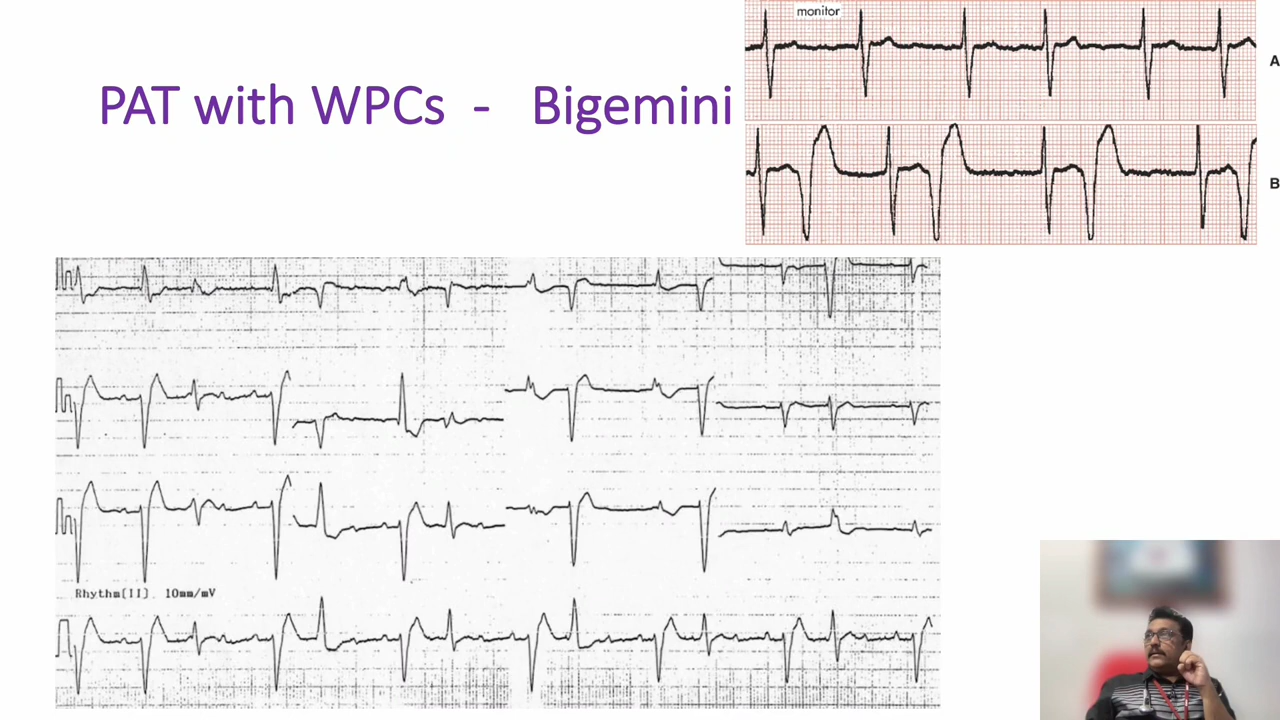 monitor
A
PAT with WPCs - Bigemini
B
Rhythm(II) 10mm/mV